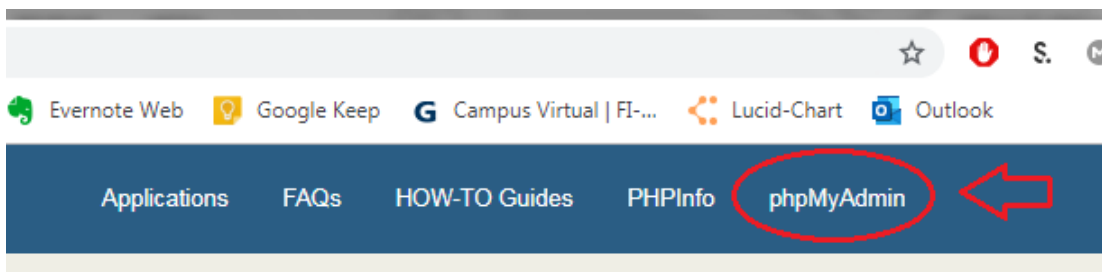 S.
Evernote Web Google Keep G Campus Virtual | FI-... Lucid-Chart Outlook
Applications FAQs HOW-TO Guides PHPInfo phpMyAdmin